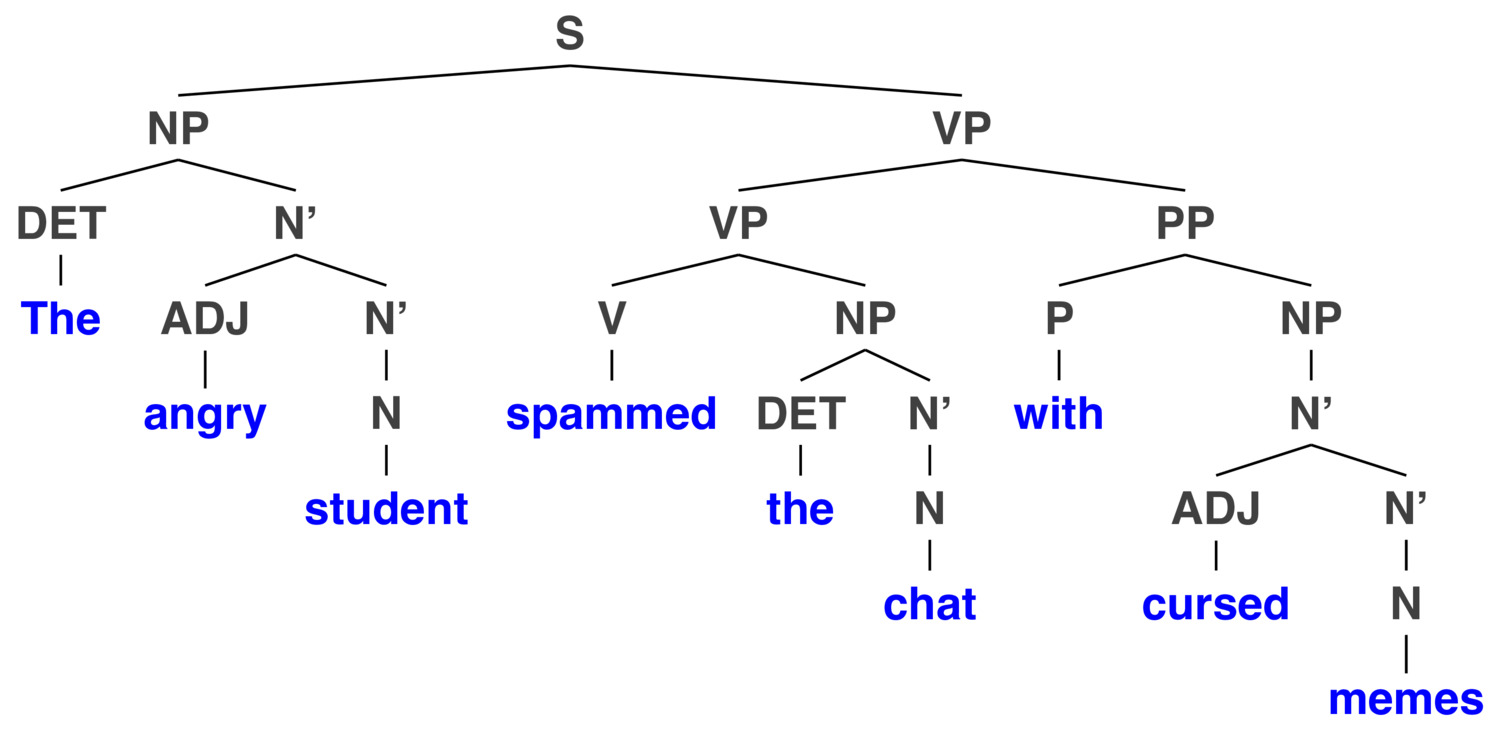 S
NP VP
DET N’ VP PP
The ADJ N’ V NP P NP
angry N spammed DET N’ with N’
student the N ADJ N’
chat cursed N
memes